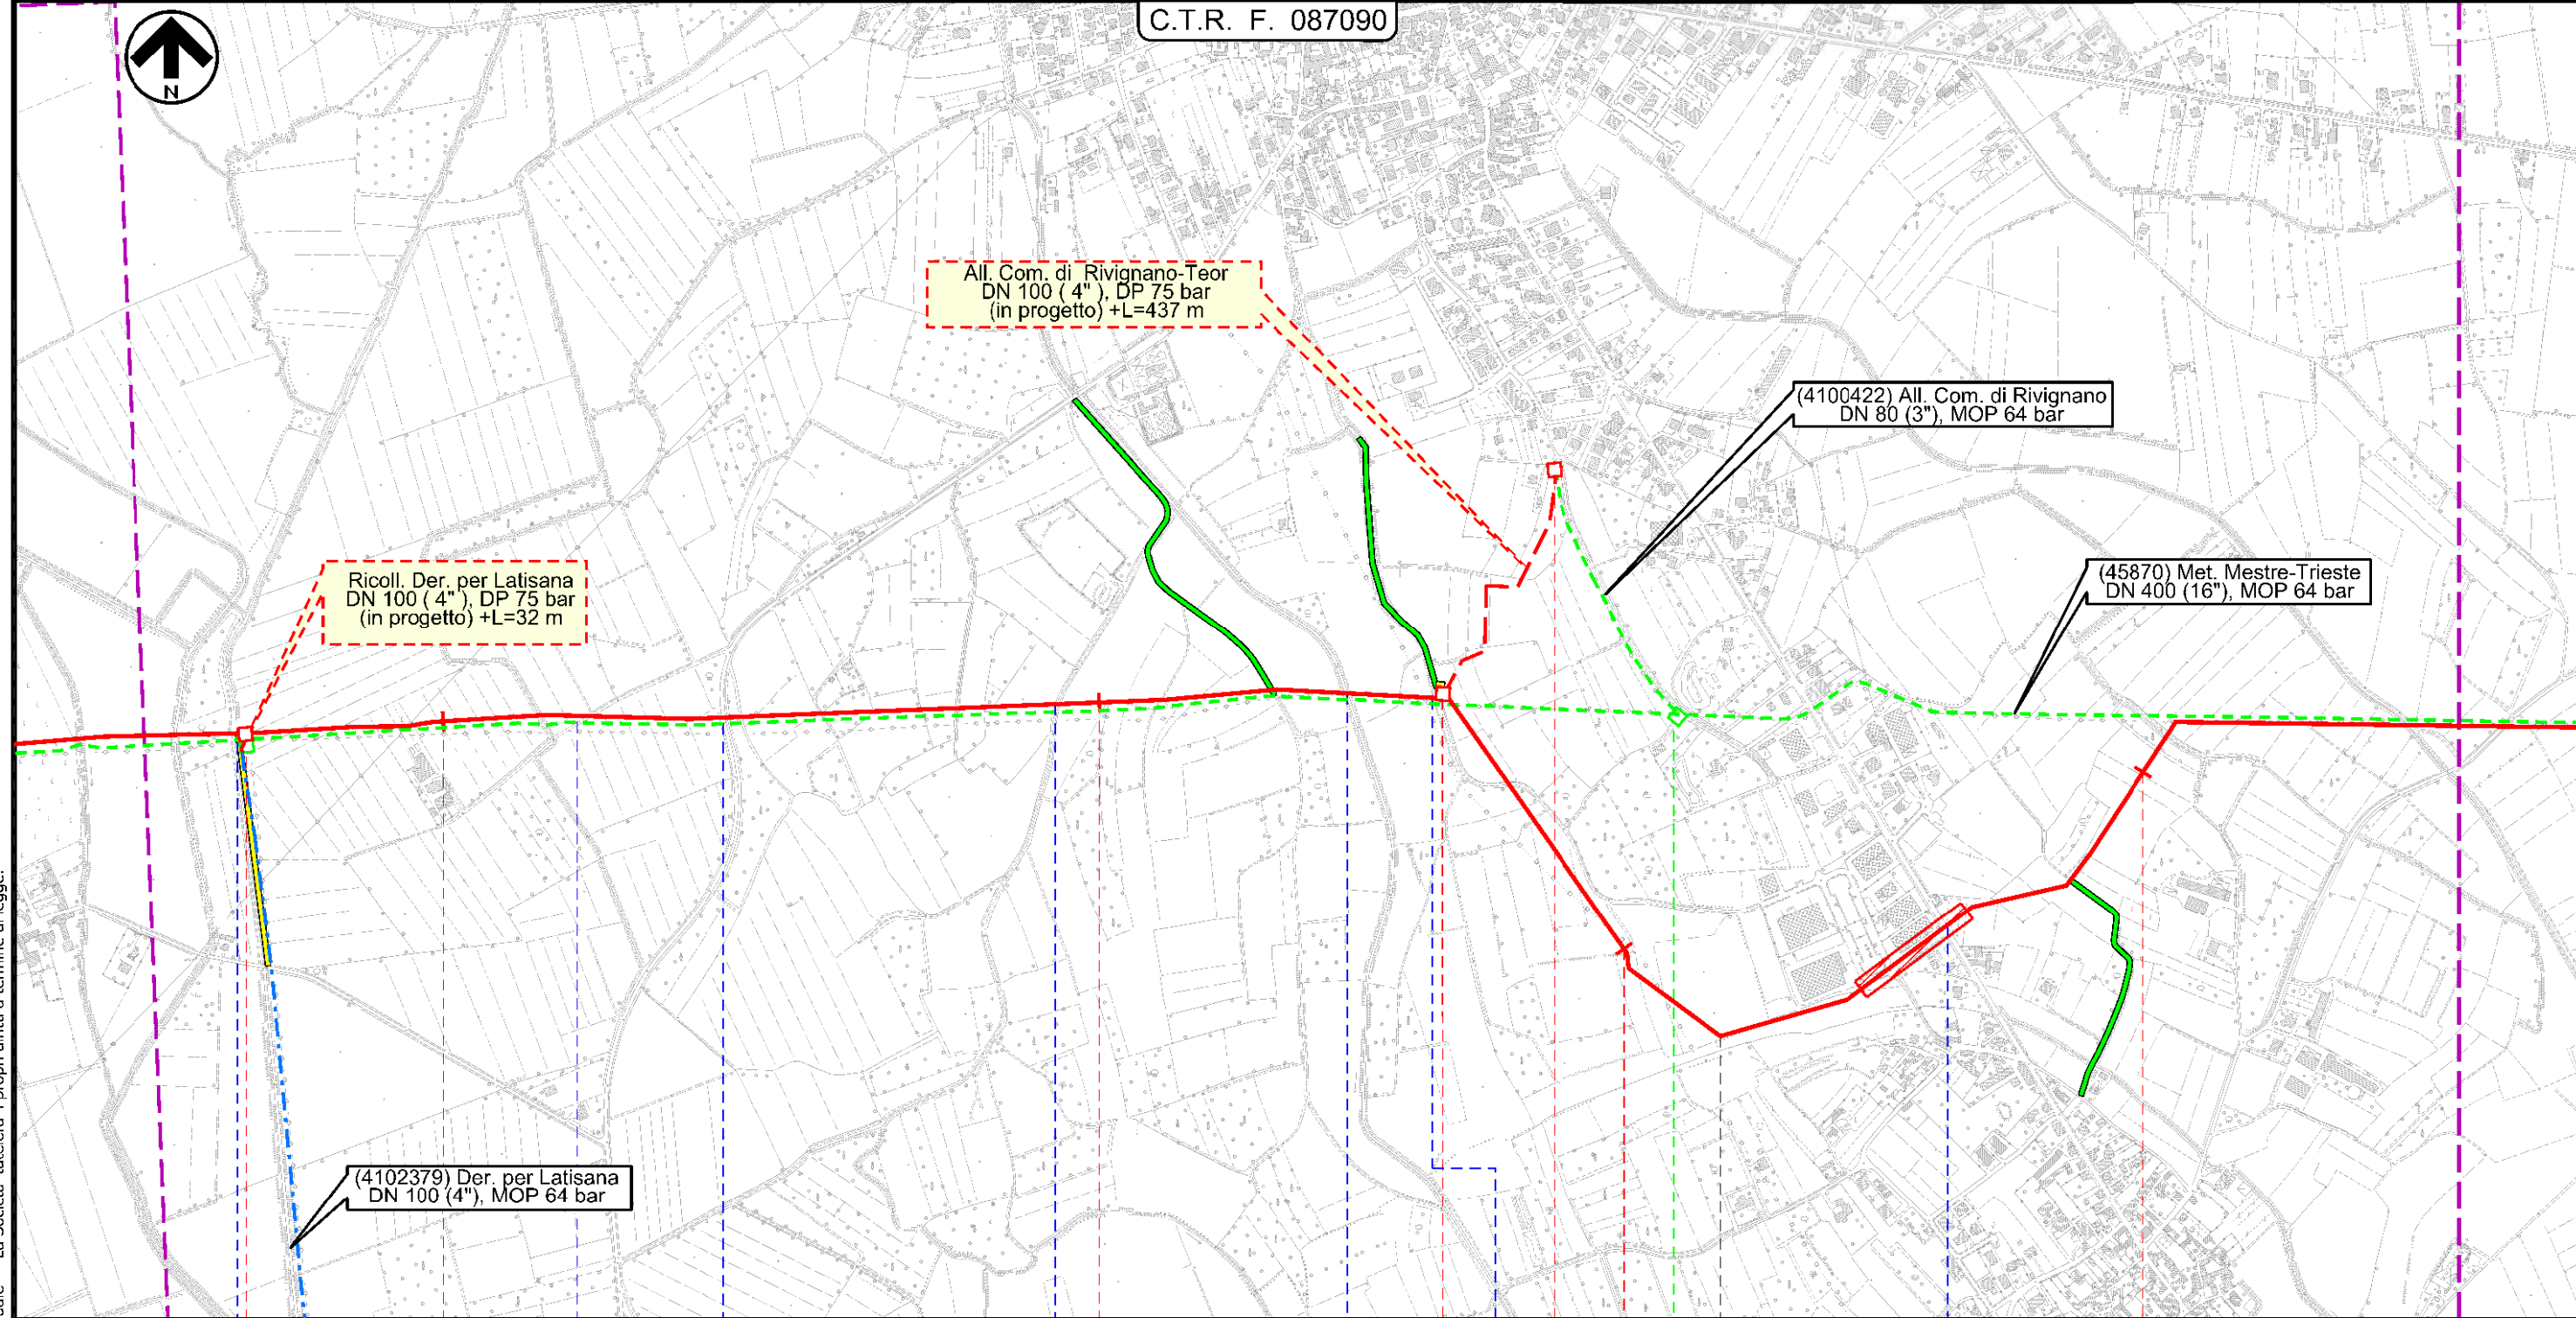 C.T.R. F. 087090
N
All. Com. di Rivignano-Teor
DN 100 ( 4" ), DP 75 bar
(in progetto) +L=437 m
(4100422) All. Com. di Rivignano
DN 80 (3"), MOP 64 bar
Ricoll. Der. per Latisana
DN 100 ( 4" ), DP 75 bar
(in progetto) +L=32 m
(45870) Met. Mestre-Trieste
DN 400 (16"), MOP 64 bar
(4102379) Der. per Latisana
DN 100 (4"), MOP 64 bar